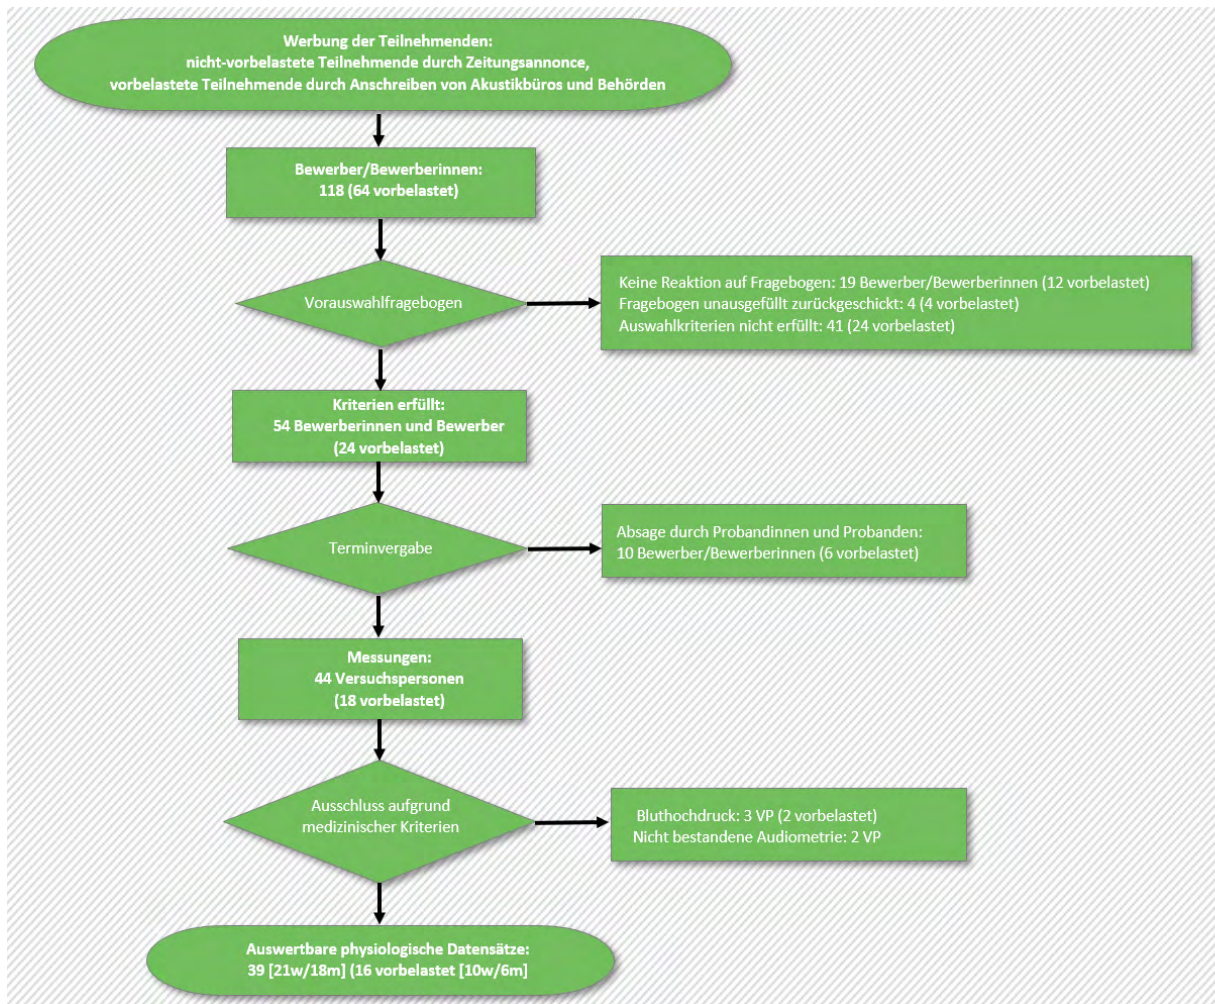 Werbung der Teilnehmenden:
nicht-vorbelastete Teilnehmende durch Zeitungsannonce,
vorbelastete Teilnehmende durch Anschreiben von Akustikbüros und Behörden
Bewerber/Bewerberinnen:
118 (64 vorbelastet)
Vorauswahlfragebogen
Keine Reaktion auf Fragebogen: 19 Bewerber/Bewerberinnen (12 vorbelastet)
Fragebogen unausgefüllt zurückgeschickt: 4 (4 vorbelastet)
Auswahlkriterien nicht erfüllt: 41 (24 vorbelastet)
Kriterien erfüllt:
54 Bewerberinnen und Bewerber
(24 vorbelastet)
Terminvergabe
Absage durch Probandinnen und Probanden:
10 Bewerber/Bewerberinnen (6 vorbelastet)
Messungen:
44 Versuchspersonen
(18 vorbelastet)
Ausschluss aufgrund
medizinischer Kriterien
Bluthochdruck: 3 VP (2 vorbelastet)
Nicht bestandene Audiometrie: 2 VP
Auswertbare physiologische Datensätze:
39 [21w/18m] (16 vorbelastet [10w/6m]